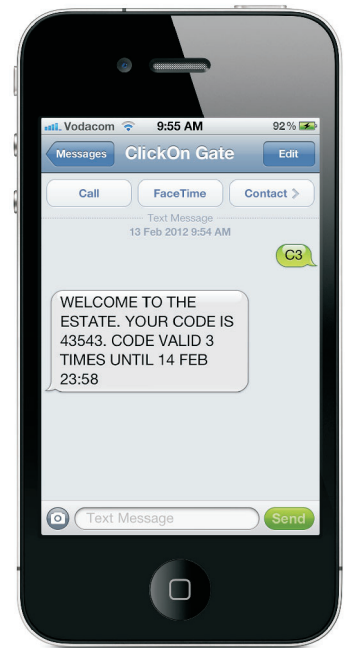 Vodacom 9:55 AM 92%
Messages ClickOn Gate Edit
Call FaceTime Contact
Text Message
13 Feb 2012 9:54 AM
C3
WELCOME TO THE
ESTATE. YOUR CODE IS
43543. CODE VALID 3
TIMES UNTIL 14 FEB
23:58
Text Message Send